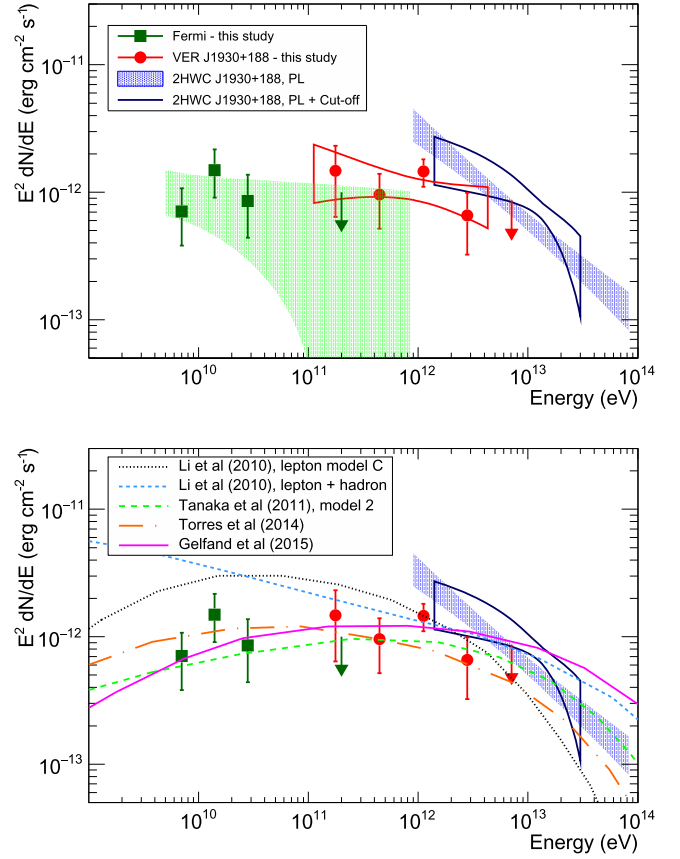 E² dN/dE (erg cm⁻² s⁻¹)
Fermi - this study
VER J1930+188 - this study
2HWC J1930+188, PL
2HWC J1930+188, PL + Cut-off
10⁻¹¹
10⁻¹²
10⁻¹³
10¹⁰ 10¹¹ 10¹² 10¹³ 10¹⁴
Energy (eV)
E² dN/dE (erg cm⁻² s⁻¹)
Li et al (2010), lepton model C
Li et al (2010), lepton + hadron
Tanaka et al (2011), model 2
Torres et al (2014)
Gelfand et al (2015)
10⁻¹¹
10⁻¹²
10⁻¹³
10¹⁰ 10¹¹ 10¹² 10¹³ 10¹⁴
Energy (eV)